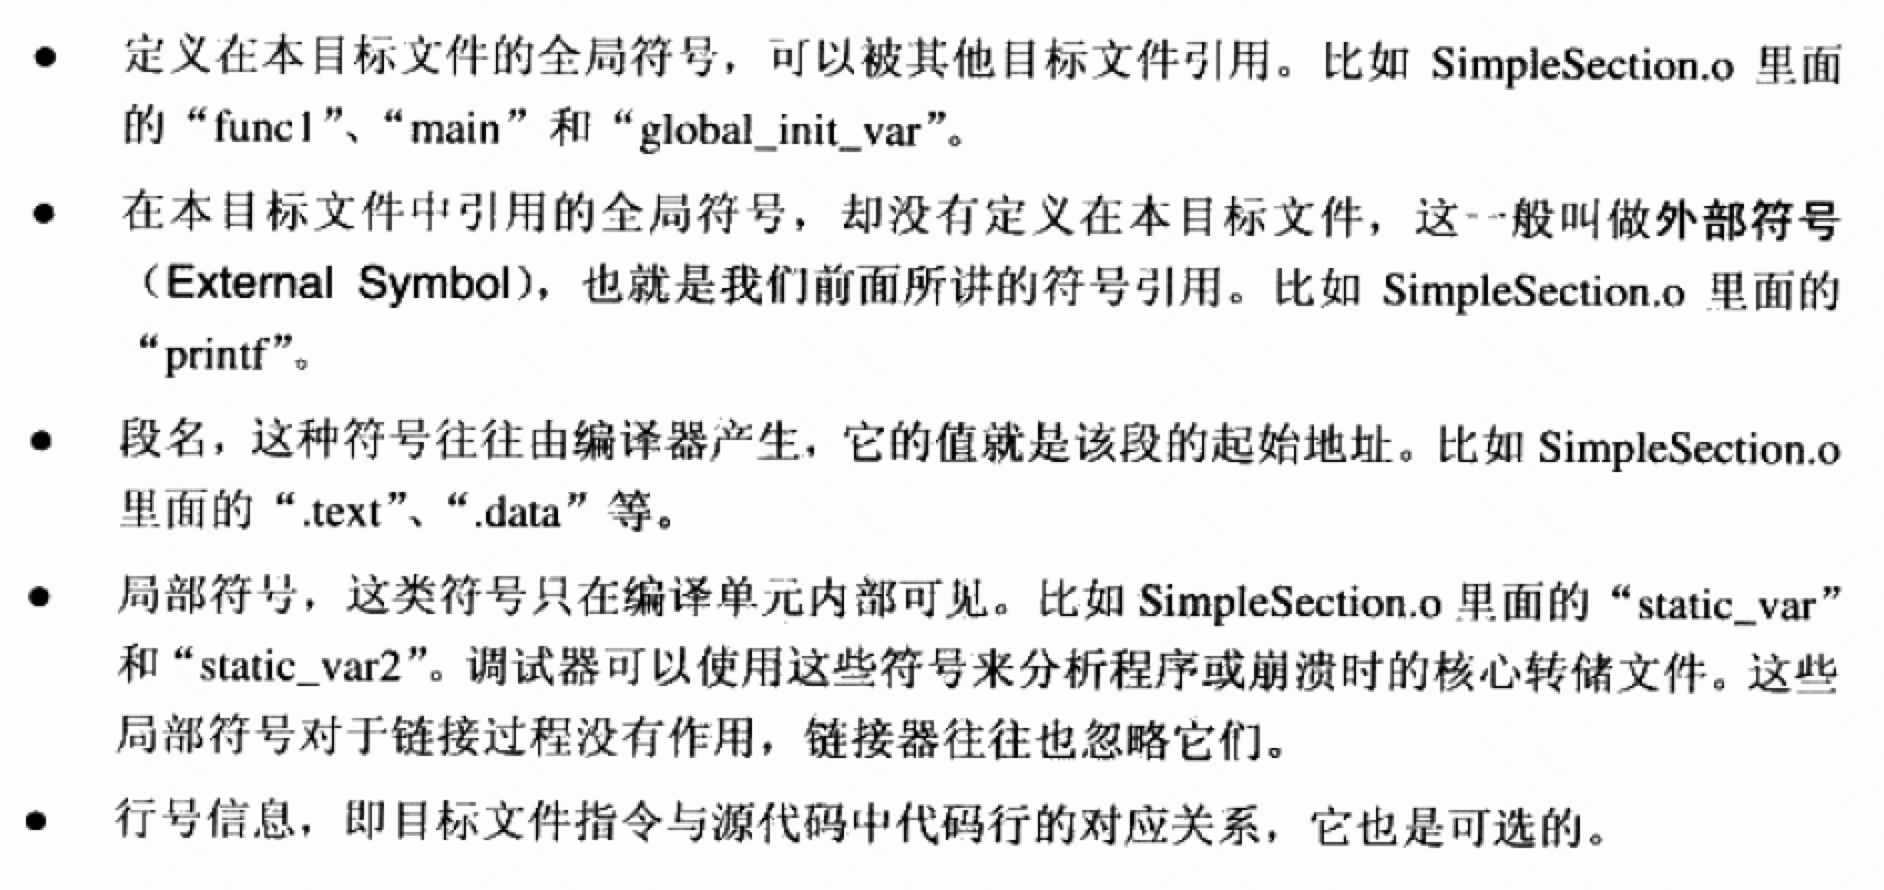 ● 定义在本目标文件的全局符号，可以被其他目标文件引用。比如 SimpleSection.o 里面
的“func1”、“main”和“global_init_var”。
● 在本目标文件中引用的全局符号，却没有定义在本目标文件，这一般叫做外部符号
（External Symbol），也就是我们前面所讲的符号引用。比如 SimpleSection.o 里面的
“printf”。
● 段名，这种符号往往由编译器产生，它的值就是该段的起始地址。比如 SimpleSection.o
里面的“.text”、“.data”等。
● 局部符号，这类符号只在编译单元内部可见。比如 SimpleSection.o 里面的“static_var”
和“static_var2”。调试器可以使用这些符号来分析程序或崩溃时的核心转储文件。这些
局部符号对于链接过程没有作用，链接器往往也忽略它们。
● 行号信息，即目标文件指令与源代码中代码行的对应关系，它也是可选的。